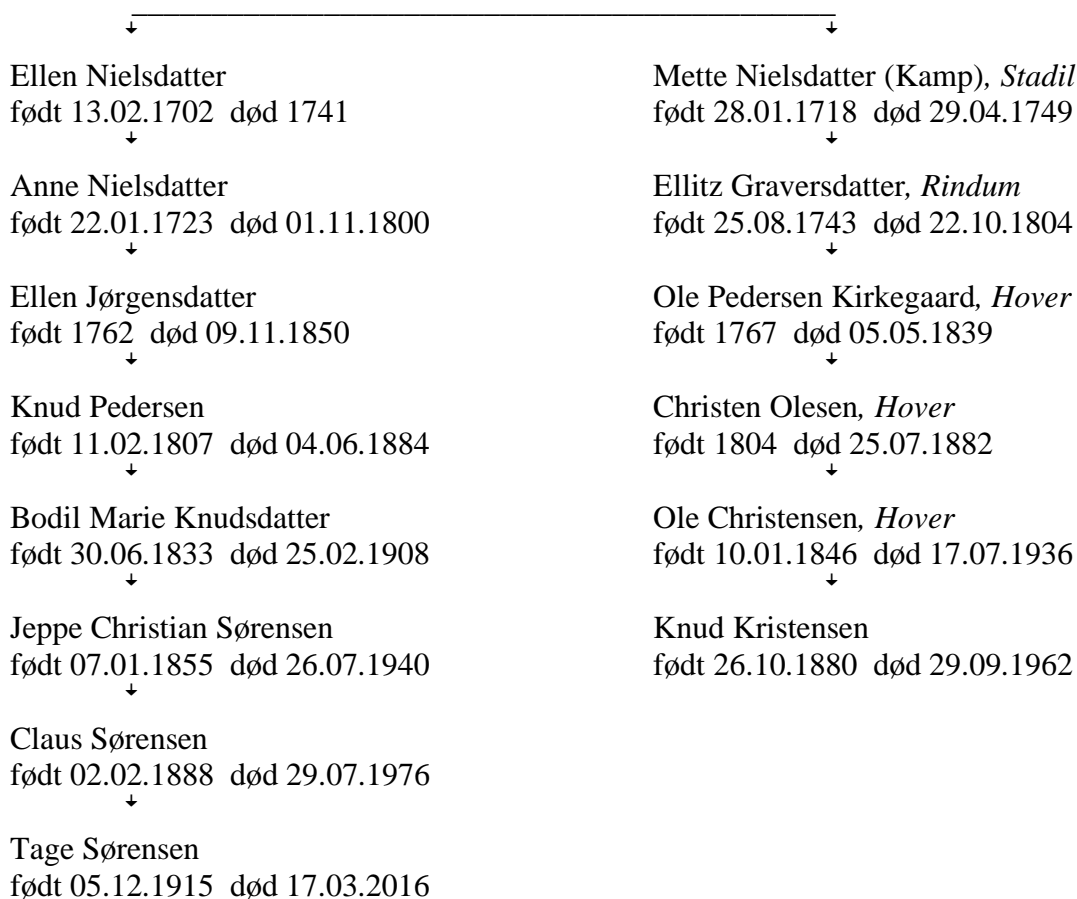 Ellen Nielsdatter
født 13.02.1702 død 1741
Anne Nielsdatter
født 22.01.1723 død 01.11.1800
Ellen Jørgensdatter
født 1762 død 09.11.1850
Knud Pedersen
født 11.02.1807 død 04.06.1884
Bodil Marie Knudsdatter
født 30.06.1833 død 25.02.1908
Jeppe Christian Sørensen
født 07.01.1855 død 26.07.1940
Claus Sørensen
født 02.02.1888 død 29.07.1976
Tage Sørensen
født 05.12.1915 død 17.03.2016
Mette Nielsdatter (Kamp), Stadil
født 28.01.1718 død 29.04.1749
Ellitz Graversdatter, Rindum
født 25.08.1743 død 22.10.1804
Ole Pedersen Kirkegaard, Hover
født 1767 død 05.05.1839
Christen Olesen, Hover
født 1804 død 25.07.1882
Ole Christensen, Hover
født 10.01.1846 død 17.07.1936
Knud Kristensen
født 26.10.1880 død 29.09.1962